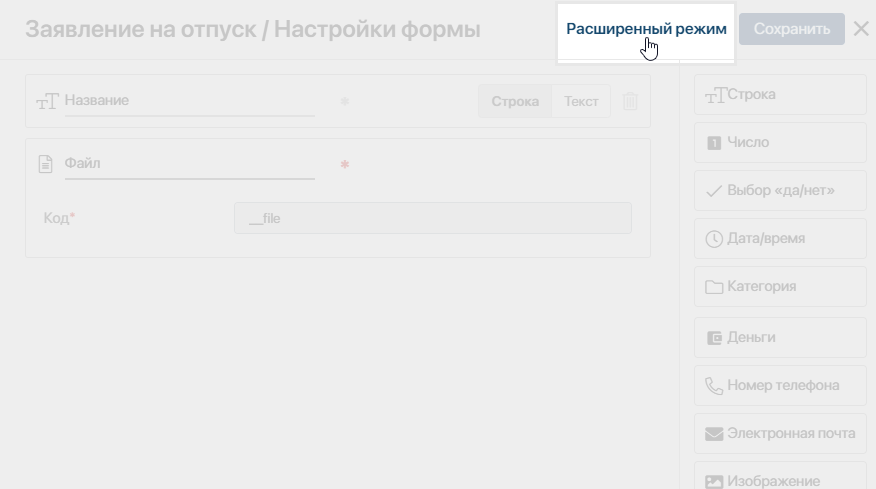 Заявление на отпуск / Настройки формы
Расширенный режим
Сохранить
Название *
Строка Текст
Файл *
Код* __file
Строка
Число
Выбор «да/нет»
Дата/время
Категория
Деньги
Номер телефона
Электронная почта
Изображение